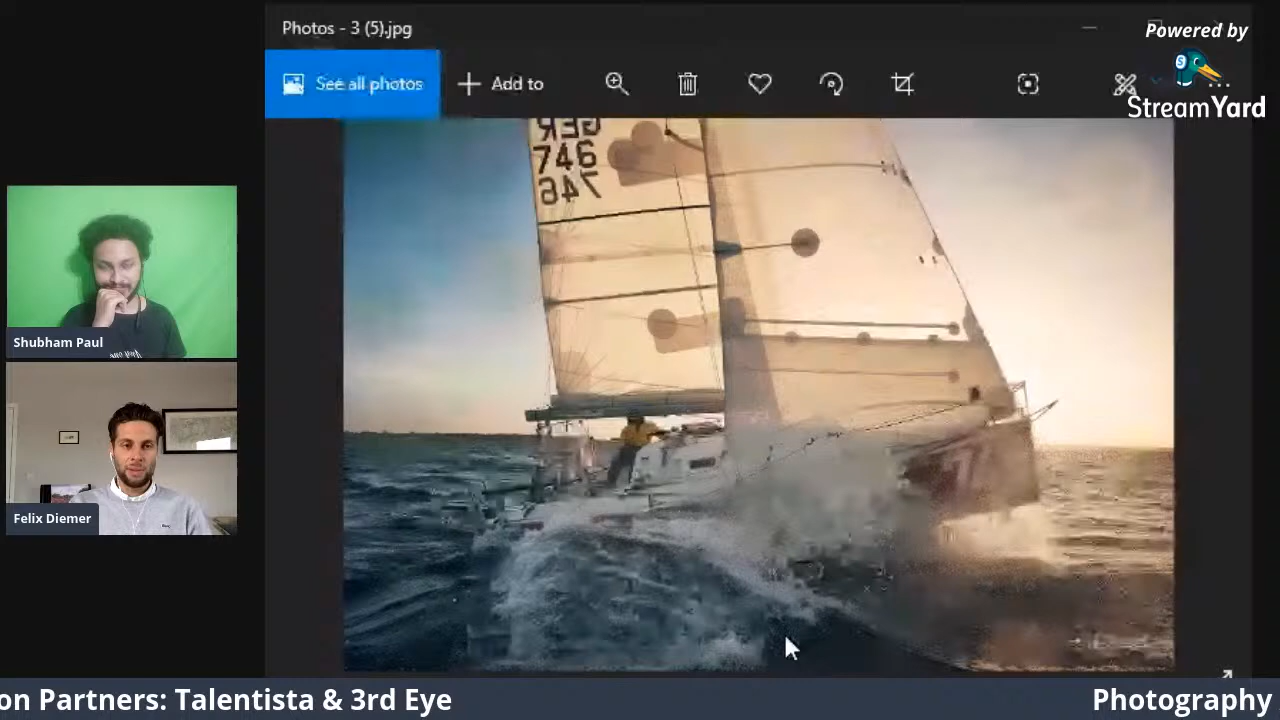 Photos - 3 (5).jpg
Powered by
See all photos
Add to
StreamYard
GER
746
746
Shubham Paul
Felix Diemer
on Partners: Talentista & 3rd Eye
Photography